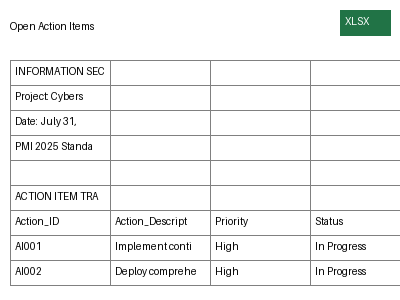 Open Action Items
XLSX
INFORMATION SEC
Project: Cybers
Date: July 31,
PMI 2025 Standa
ACTION ITEM TRA
Action_ID Action_Descript Priority Status
AI001 Implement conti High In Progress
AI002 Deploy comprehe High In Progress